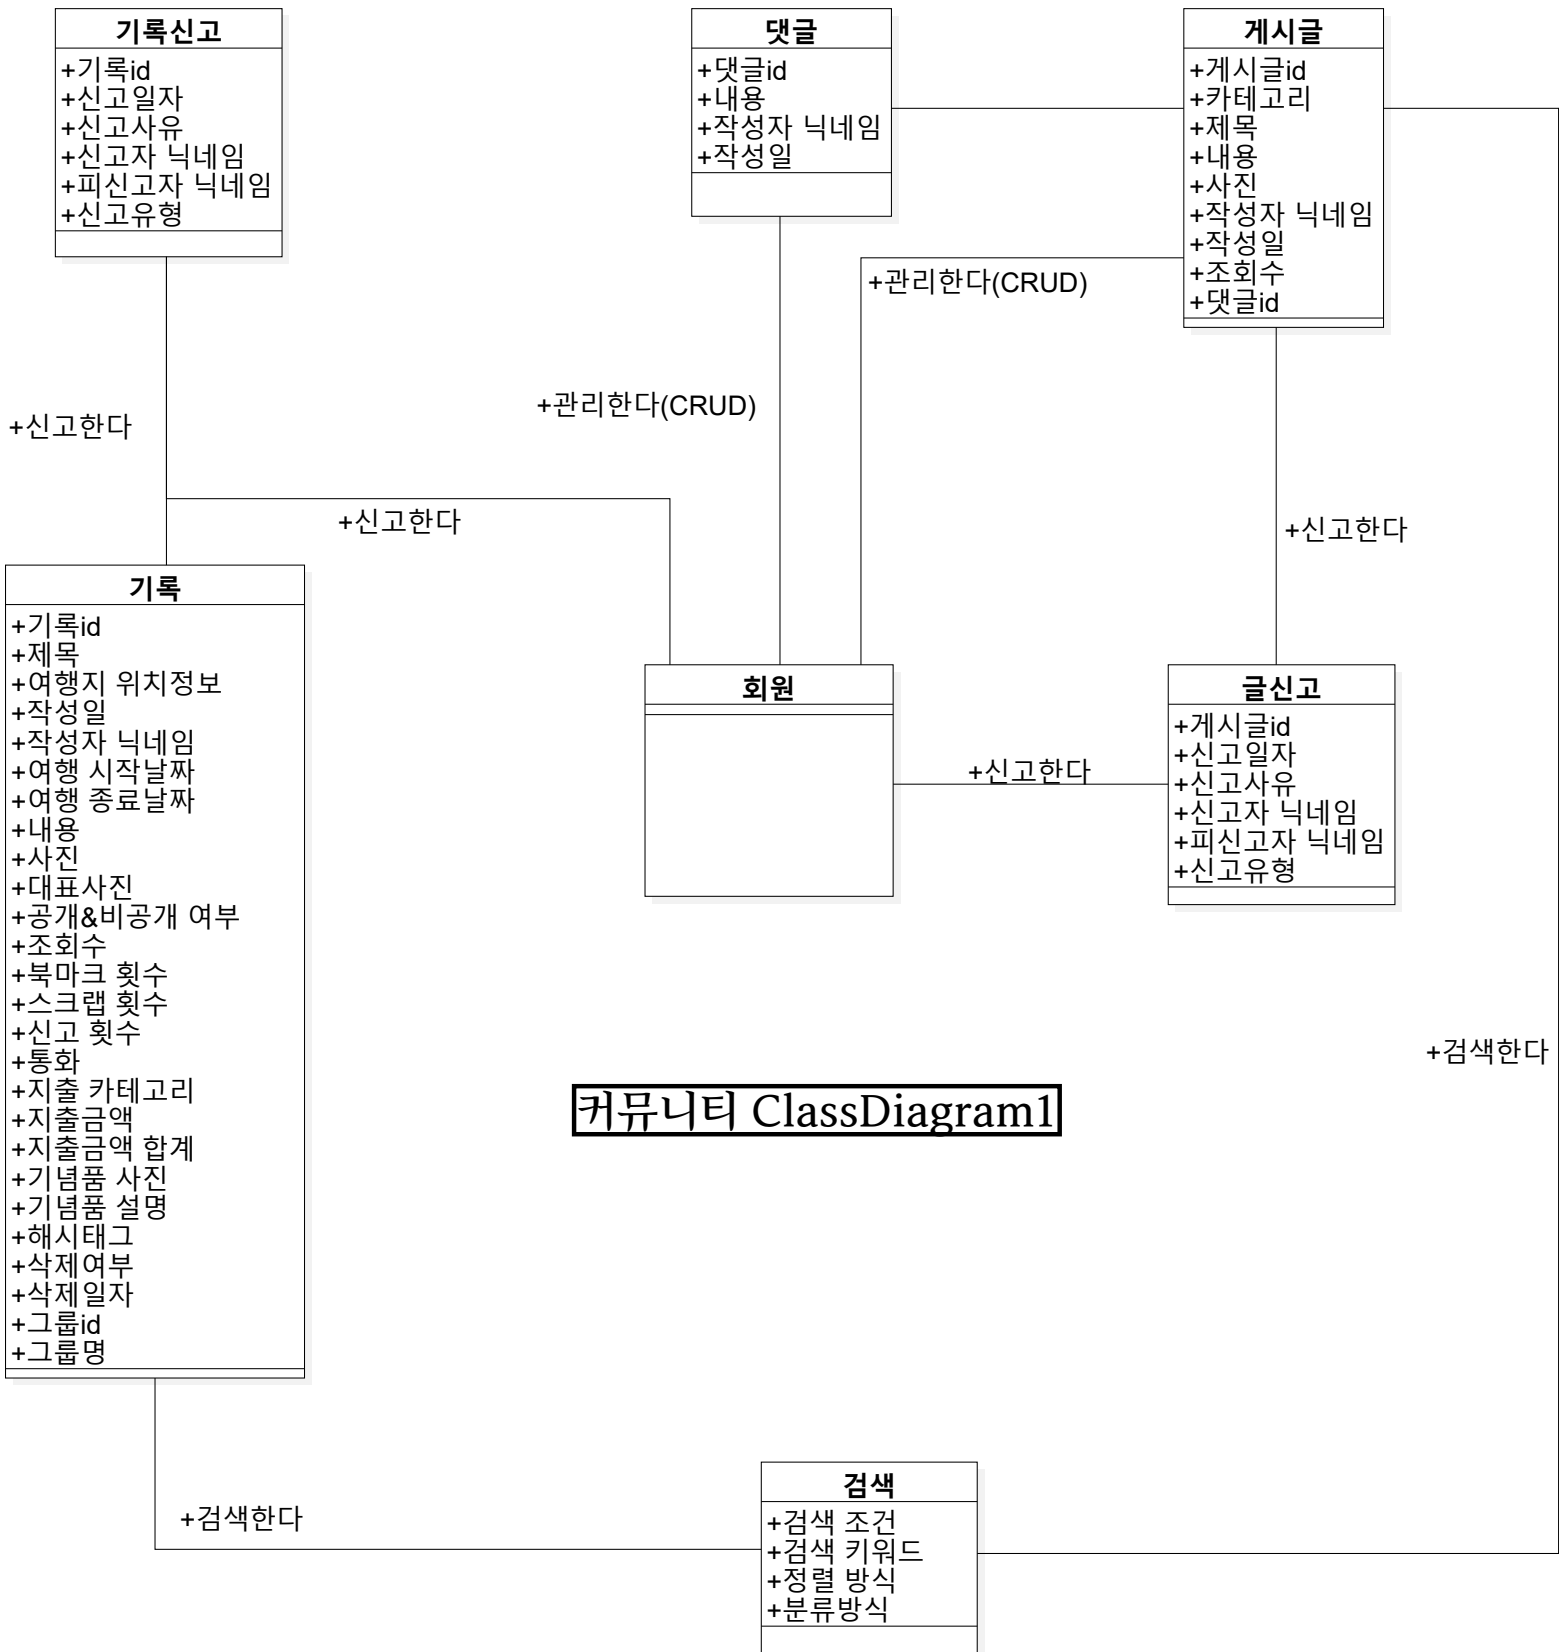 기록신고
+기록id
+신고일자
+신고사유
+신고자 닉네임
+피신고자 닉네임
+신고유형
댓글
+댓글id
+내용
+작성자 닉네임
+작성일
게시글
+게시글id
+카테고리
+제목
+내용
+사진
+작성자 닉네임
+작성일
+조회수
+댓글id
+관리한다(CRUD)
+관리한다(CRUD)
+신고한다
+신고한다
+신고한다
기록
+기록id
+제목
+여행지 위치정보
+작성일
+작성자 닉네임
+여행 시작날짜
+여행 종료날짜
+내용
+사진
+대표사진
+공개&비공개 여부
+조회수
+북마크 횟수
+스크랩 횟수
+신고 횟수
+통화
+지출 카테고리
+지출금액
+지출금액 합계
+기념품 사진
+기념품 설명
+해시태그
+삭제여부
+삭제일자
+그룹id
+그룹명
회원
+신고한다
글신고
+게시글id
+신고일자
+신고사유
+신고자 닉네임
+피신고자 닉네임
+신고유형
+검색한다
커뮤니티 ClassDiagram1
+검색한다
검색
+검색 조건
+검색 키워드
+정렬 방식
+분류방식